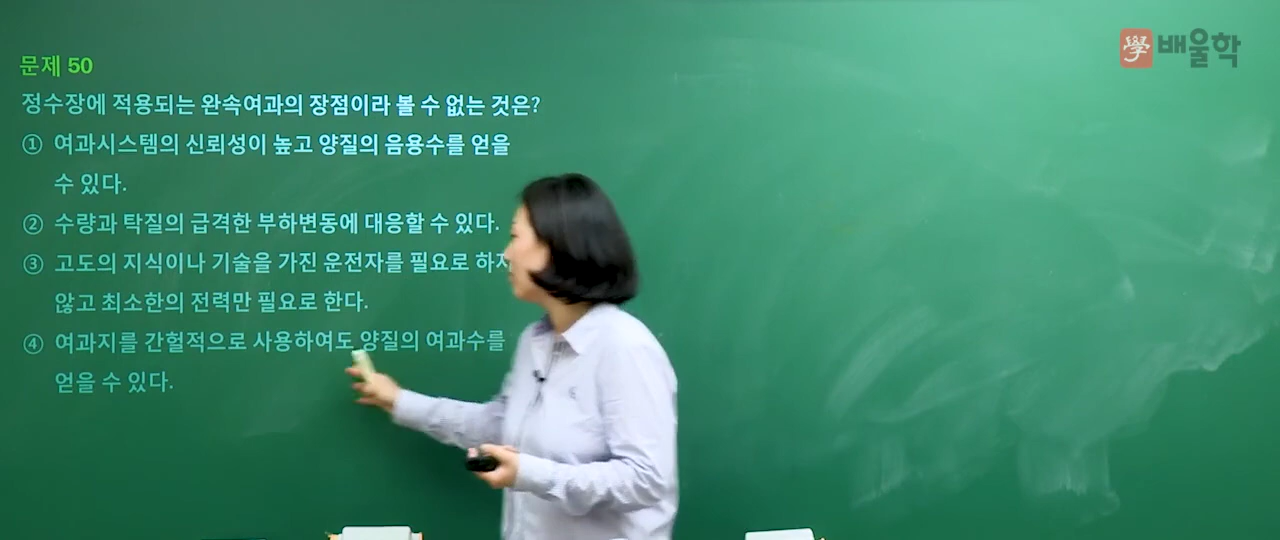 學 배울학
문제 50
정수장에 적용되는 완속여과의 장점이라 볼 수 없는 것은?
① 여과시스템의 신뢰성이 높고 양질의 음용수를 얻을
수 있다.
② 수량과 탁질의 급격한 부하변동에 대응할 수 있다.
③ 고도의 지식이나 기술을 가진 운전자를 필요로 하지
않고 최소한의 전력만 필요로 한다.
④ 여과지를 간헐적으로 사용하여도 양질의 여과수를
얻을 수 있다.